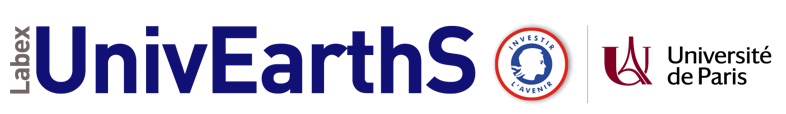 Labex
UnivEarthS
INVESTIR
L'AVENIR
Université
de Paris